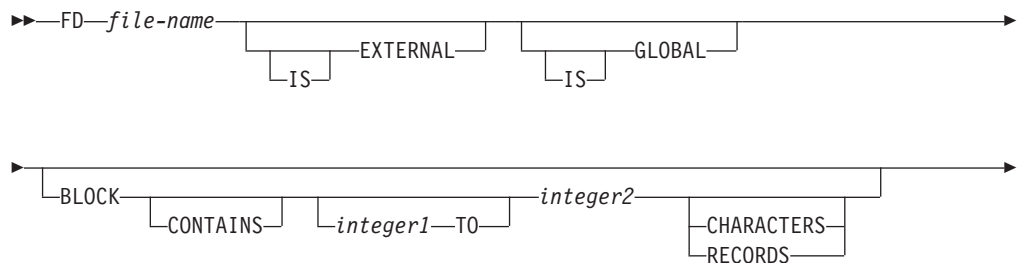 FD file-name EXTERNAL GLOBAL
IS IS
BLOCK integer2
CONTAINS integer1 TO CHARACTERS
RECORDS